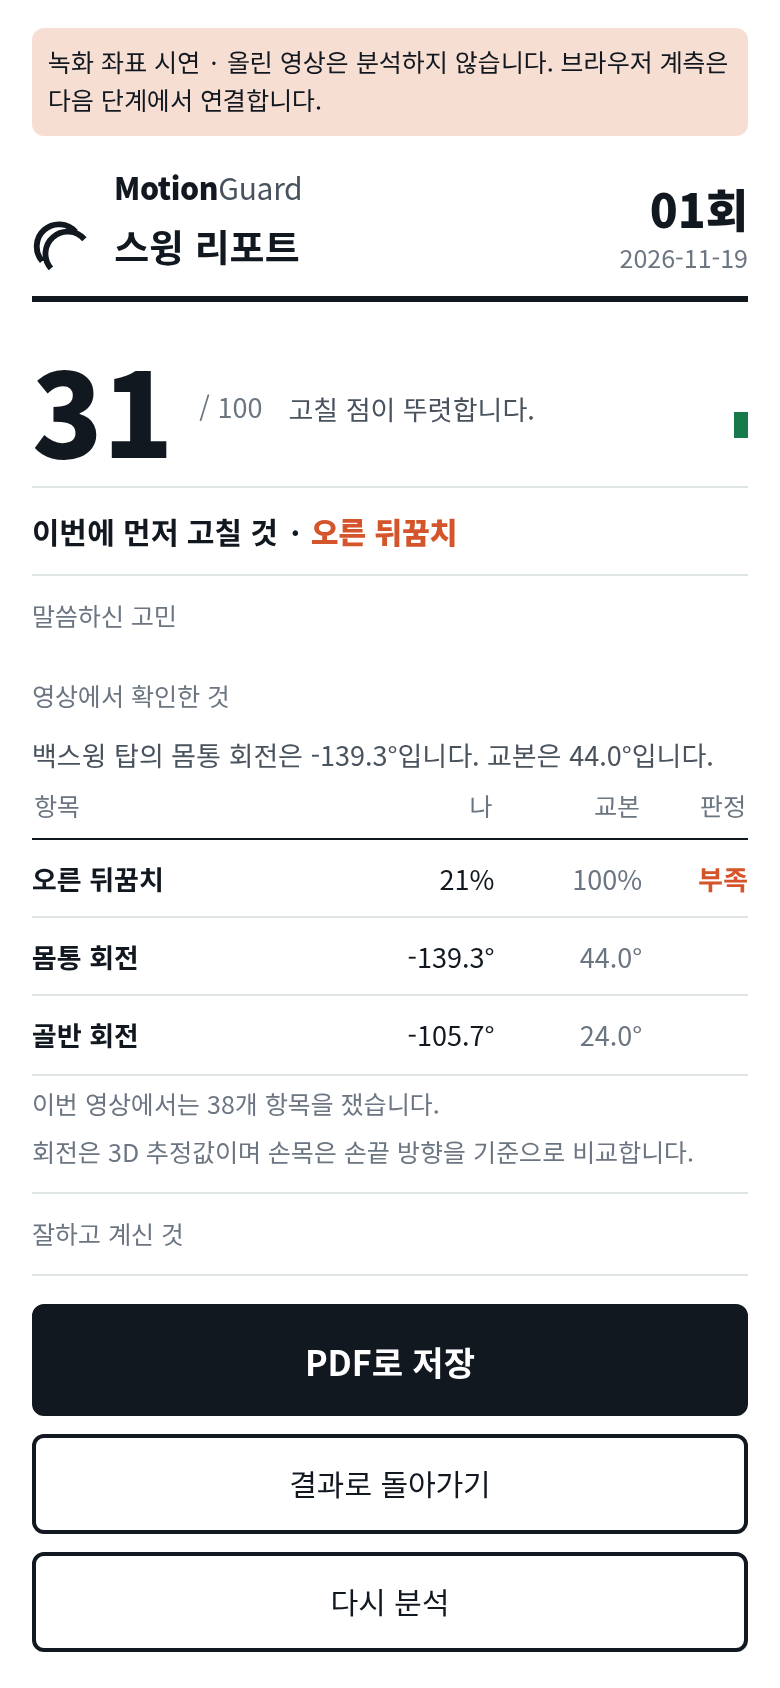 녹화 좌표 시연 · 올린 영상은 분석하지 않습니다. 브라우저 계측은
다음 단계에서 연결합니다.
MotionGuard
스윙 리포트
01회
2026-11-19
31 / 100 고칠 점이 뚜렷합니다.
이번에 먼저 고칠 것 · 오른 뒤꿈치
말씀하신 고민
영상에서 확인한 것
백스윙 탑의 몸통 회전은 -139.3°입니다. 교본은 44.0°입니다.
항목 나 교본 판정
오른 뒤꿈치 21% 100% 부족
몸통 회전 -139.3° 44.0°
골반 회전 -105.7° 24.0°
이번 영상에서는 38개 항목을 쟀습니다.
회전은 3D 추정값이며 손목은 손끝 방향을 기준으로 비교합니다.
잘하고 계신 것
PDF로 저장
결과로 돌아가기
다시 분석